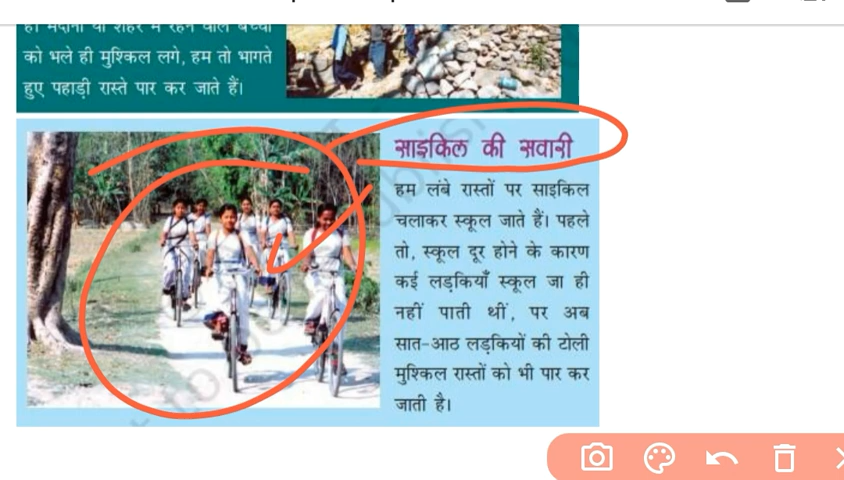 को भले ही मुश्किल लगे, हम तो भागते
हुए पहाड़ी रास्ते पार कर जाते हैं।
साइकिल की सवारी
हम लंबे रास्तों पर साइकिल
चलाकर स्कूल जाते हैं। पहले
तो, स्कूल दूर होने के कारण
कई लड़कियाँ स्कूल जा ही
नहीं पाती थीं, पर अब
सात-आठ लड़कियों की टोली
मुश्किल रास्तों को भी पार कर
जाती है।